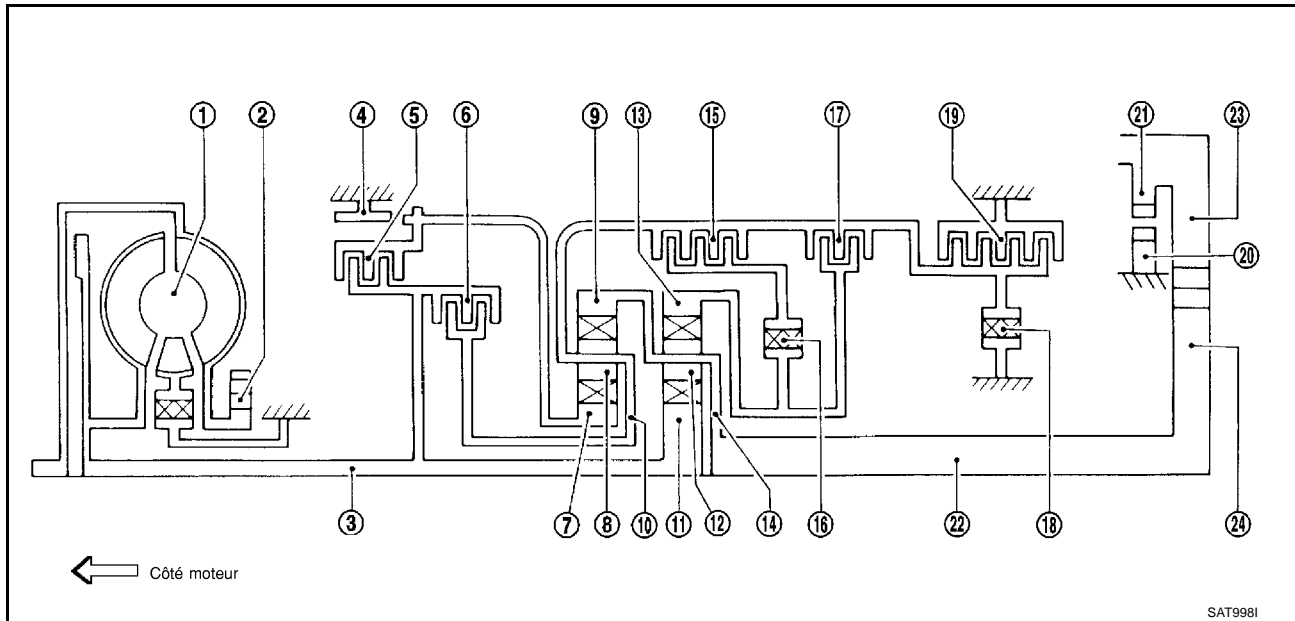 ① ② ④ ⑤ ⑥ ⑨ ⑬ ⑮ ⑰ ⑲ ㉑ ㉓
⑳
③ ⑦ ⑧ ⑩ ⑪ ⑫ ⑭ ⑯ ㉒ ⑱ ㉔
Côté moteur
SAT998I